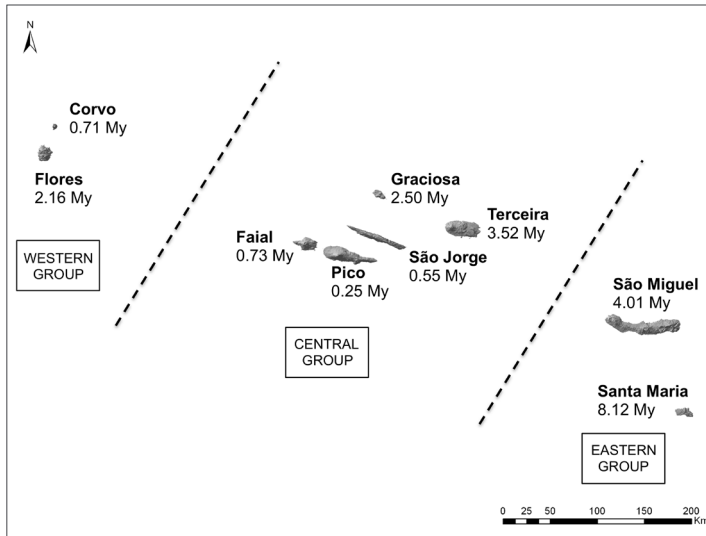 N
Corvo
0.71 My
Flores
2.16 My
WESTERN
GROUP
Graciosa
2.50 My
Terceira
3.52 My
Faial
0.73 My
São Jorge
0.55 My
Pico
0.25 My
CENTRAL
GROUP
São Miguel
4.01 My
Santa Maria
8.12 My
EASTERN
GROUP
0 25 50 100 150 200
Km